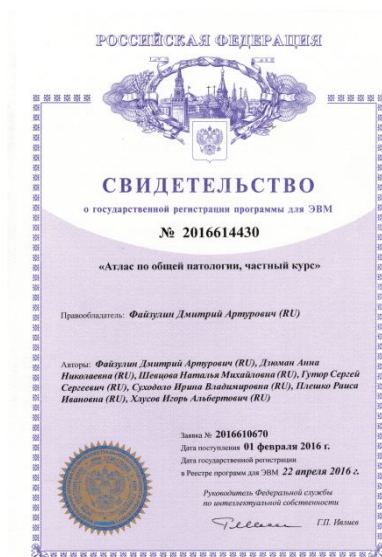 РОССИЙСКАЯ ФЕДЕРАЦИЯ
СВИДЕТЕЛЬСТВО
о государственной регистрации программы для ЭВМ
№ 2016614430
«Атлас по общей патологии, частный курс»
Правообладатель: Файзулин Дмитрий Артурович (RU)
Авторы: Файзулин Дмитрий Артурович (RU), Дзюман Анна
Николаевна (RU), Шевцова Наталья Михайловна (RU), Гутор Сергей
Сергеевич (RU), Суходоло Ирина Владимировна (RU), Плешко Раиса
Ивановна (RU), Хлусов Игорь Альбертович (RU)
Заявка № 2016610670
Дата поступления 01 февраля 2016 г.
Дата государственной регистрации
в Реестре программ для ЭВМ 22 апреля 2016 г.
Руководитель Федеральной службы
по интеллектуальной собственности
Г.П. Ивлиев